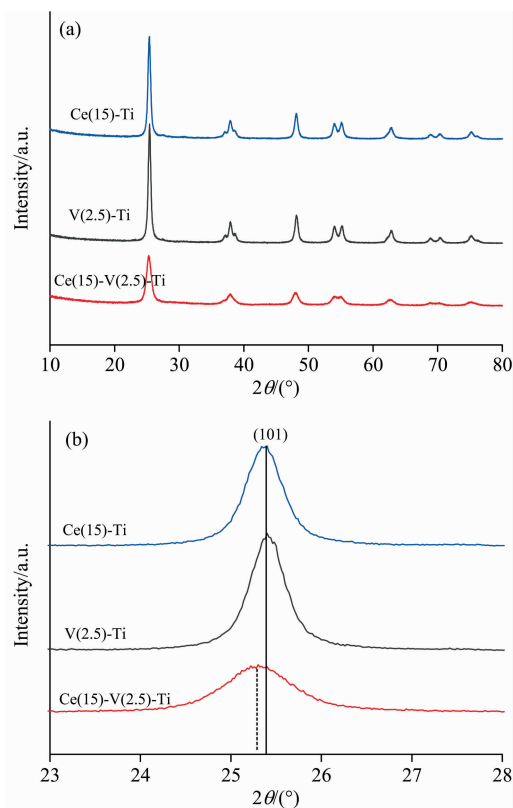 (a)
Ce(15)-Ti
V(2.5)-Ti
Ce(15)-V(2.5)-Ti
Intensity/a.u.
10 20 30 40 50 60 70 80
2θ/(°)
(b)
(101)
Ce(15)-Ti
V(2.5)-Ti
Ce(15)-V(2.5)-Ti
Intensity/a.u.
23 24 25 26 27 28
2θ/(°)